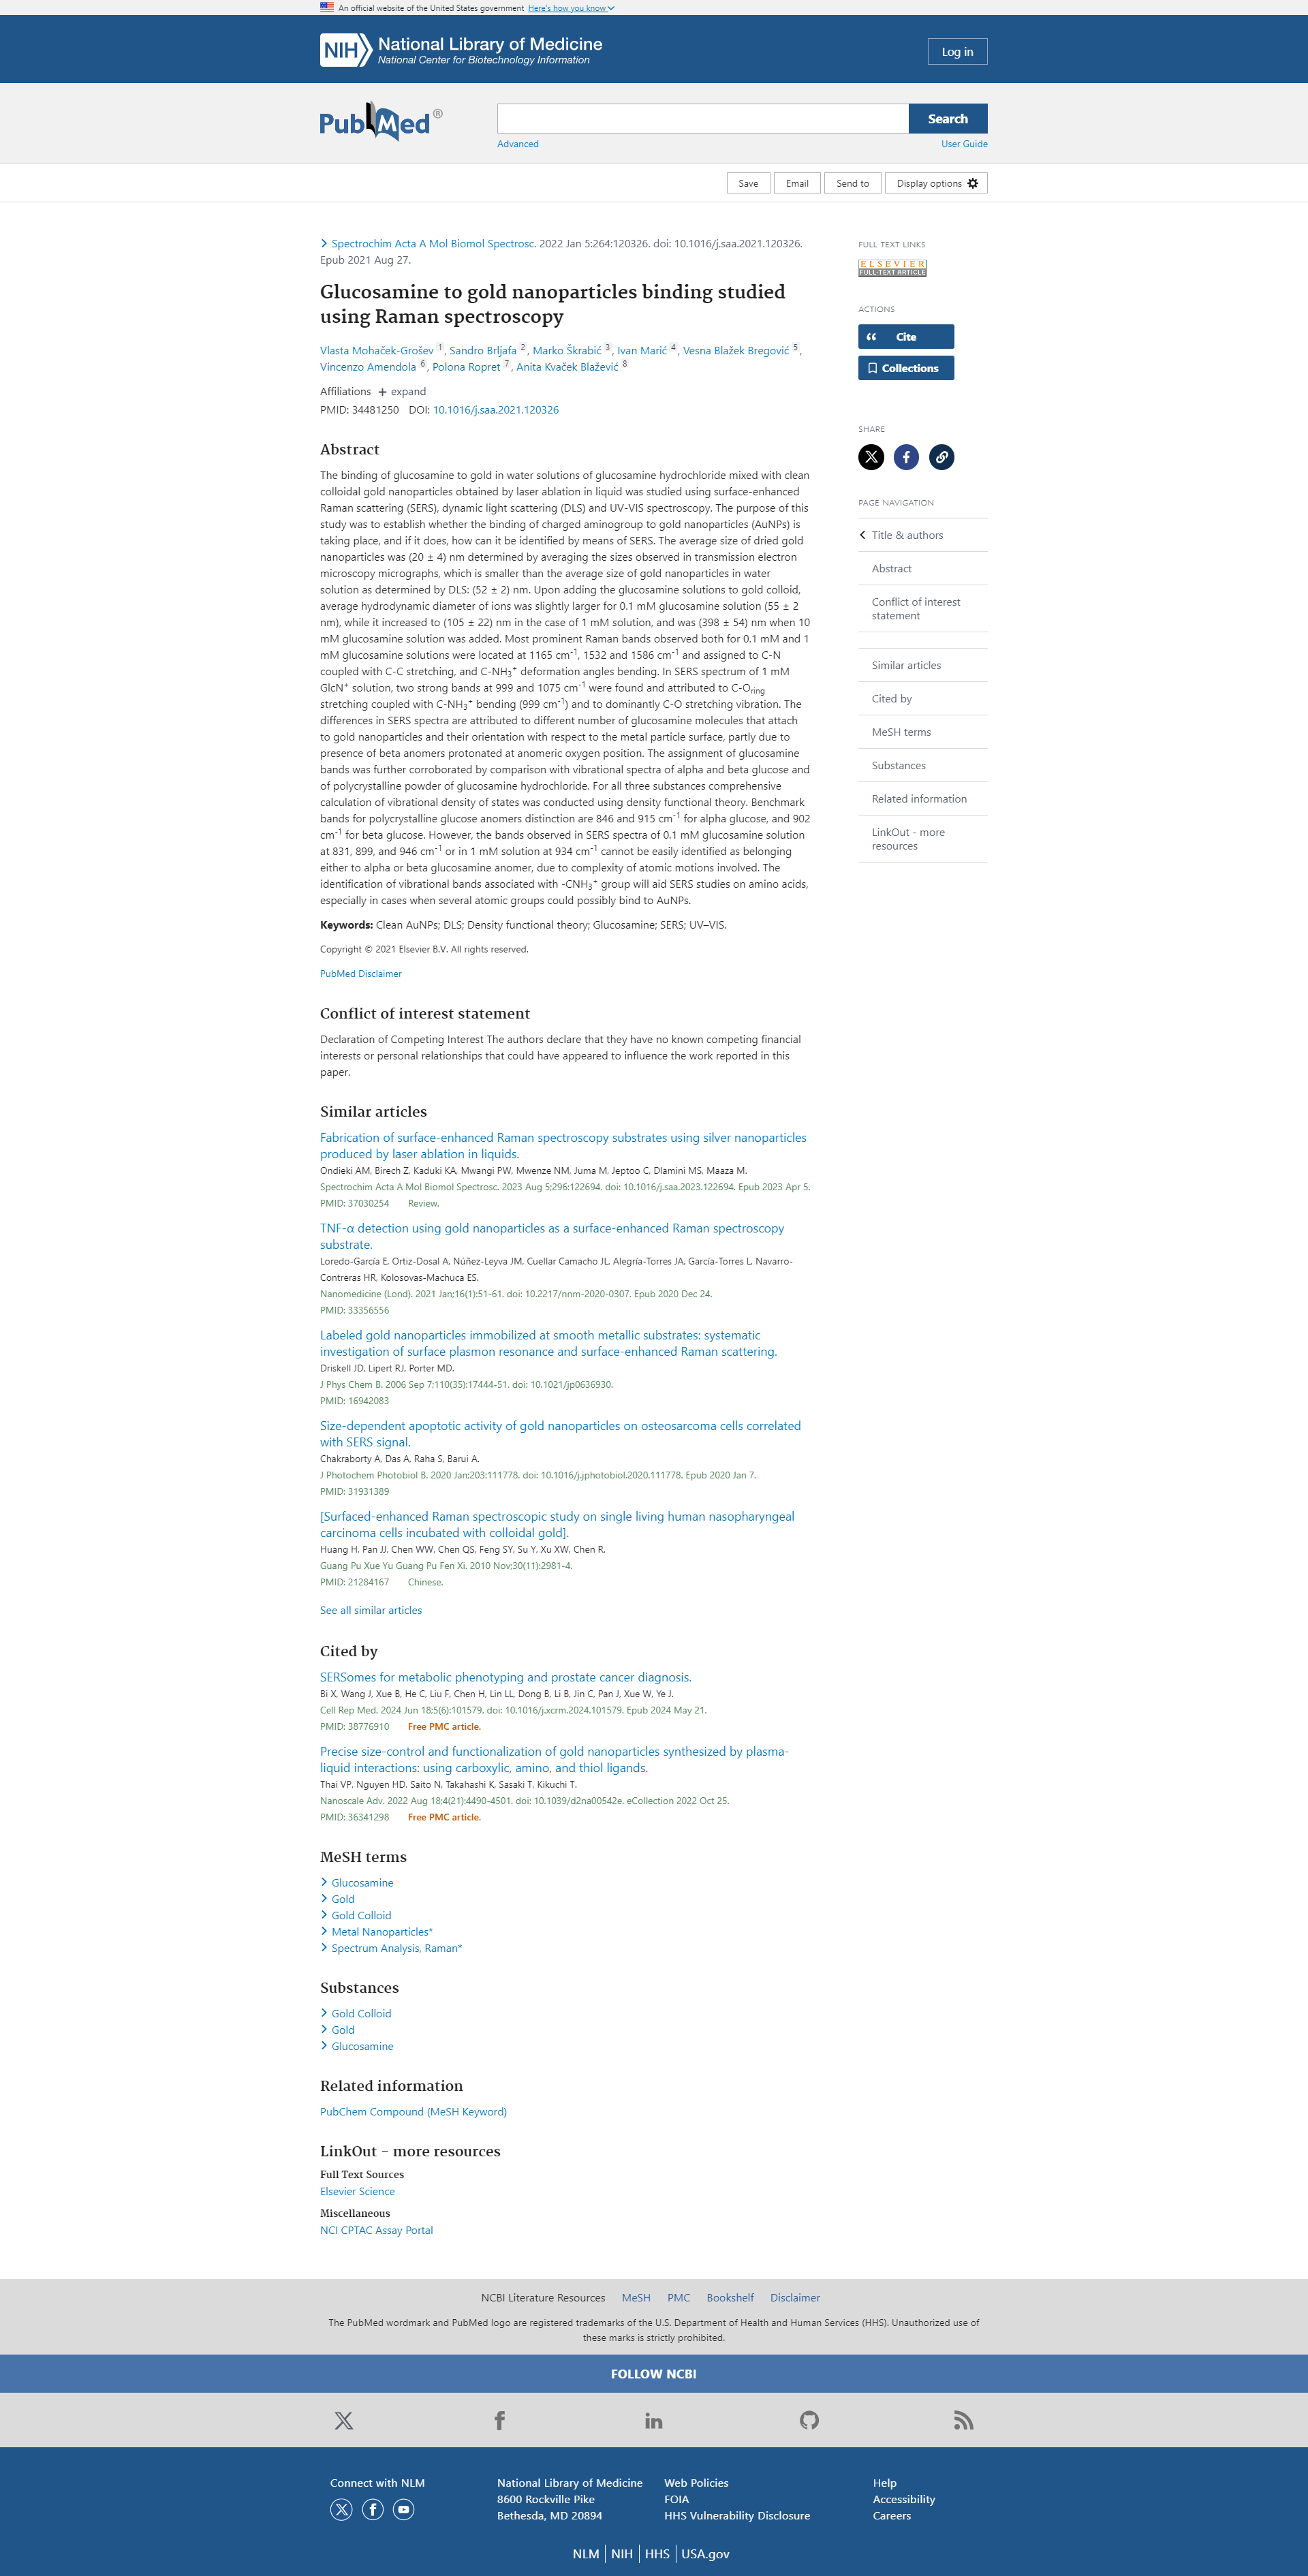 An official website of the United States government Here's how you know
NIH National Library of Medicine
National Center for Biotechnology Information
Log in
PubMed®
Search
Advanced
User Guide
Save
Email
Send to
Display options
Spectrochim Acta A Mol Biomol Spectrosc. 2022 Jan 5:264:120326. doi: 10.1016/j.saa.2021.120326.
Epub 2021 Aug 27.
Glucosamine to gold nanoparticles binding studied
using Raman spectroscopy
Vlasta Mohaček-Grošev 1, Sandro Brljafa 2, Marko Škrabić 3, Ivan Marić 4, Vesna Blažek Bregović 5,
Vincenzo Amendola 6, Polona Ropret 7, Anita Kvaček Blažević 8
Affiliations + expand
PMID: 34481250 DOI: 10.1016/j.saa.2021.120326
Abstract
The binding of glucosamine to gold in water solutions of glucosamine hydrochloride mixed with clean
colloidal gold nanoparticles obtained by laser ablation in liquid was studied using surface-enhanced
Raman scattering (SERS), dynamic light scattering (DLS) and UV-VIS spectroscopy. The purpose of this
study was to establish whether the binding of charged aminogroup to gold nanoparticles (AuNPs) is
taking place, and if it does, how can it be identified by means of SERS. The average size of dried gold
nanoparticles was (20 ± 4) nm determined by averaging the sizes observed in transmission electron
microscopy micrographs, which is smaller than the average size of gold nanoparticles in water
solution as determined by DLS: (52 ± 2) nm. Upon adding the glucosamine solutions to gold colloid,
average hydrodynamic diameter of ions was slightly larger for 0.1 mM glucosamine solution (55 ± 2
nm), while it increased to (105 ± 22) nm in the case of 1 mM solution, and was (398 ± 54) nm when 10
mM glucosamine solution was added. Most prominent Raman bands observed both for 0.1 mM and 1
mM glucosamine solutions were located at 1165 cm-1, 1532 and 1586 cm-1 and assigned to C-N
coupled with C-C stretching, and C-NH3+ deformation angles bending. In SERS spectrum of 1 mM
GlcN+ solution, two strong bands at 999 and 1075 cm-1 were found and attributed to C-Oring
stretching coupled with C-NH3+ bending (999 cm-1) and to dominantly C-O stretching vibration. The
differences in SERS spectra are attributed to different number of glucosamine molecules that attach
to gold nanoparticles and their orientation with respect to the metal particle surface, partly due to
presence of beta anomers protonated at anomeric oxygen position. The assignment of glucosamine
bands was further corroborated by comparison with vibrational spectra of alpha and beta glucose and
of polycrystalline powder of glucosamine hydrochloride. For all three substances comprehensive
calculation of vibrational density of states was conducted using density functional theory. Benchmark
bands for polycrystalline glucose anomers distinction are 846 and 915 cm-1 for alpha glucose, and 902
cm-1 for beta glucose. However, the bands observed in SERS spectra of 0.1 mM glucosamine solution
at 831, 899, and 946 cm-1 or in 1 mM solution at 934 cm-1 cannot be easily identified as belonging
either to alpha or beta glucosamine anomer, due to complexity of atomic motions involved. The
identification of vibrational bands associated with -CNH3+ group will aid SERS studies on amino acids,
especially in cases when several atomic groups could possibly bind to AuNPs.
Keywords: Clean AuNPs; DLS; Density functional theory; Glucosamine; SERS; UV–VIS.
Copyright © 2021 Elsevier B.V. All rights reserved.
PubMed Disclaimer
Conflict of interest statement
Declaration of Competing Interest The authors declare that they have no known competing financial
interests or personal relationships that could have appeared to influence the work reported in this
paper.
Similar articles
Fabrication of surface-enhanced Raman spectroscopy substrates using silver nanoparticles
produced by laser ablation in liquids.
Ondieki AM, Birech Z, Kaduki KA, Mwangi PW, Mwenze NM, Juma M, Jeptoo C, Dlamini MS, Maaza M.
Spectrochim Acta A Mol Biomol Spectrosc. 2023 Aug 5;296:122694. doi: 10.1016/j.saa.2023.122694. Epub 2023 Apr 5.
PMID: 37030254 Review.
TNF-α detection using gold nanoparticles as a surface-enhanced Raman spectroscopy
substrate.
Loredo-García E, Ortiz-Dosal A, Núñez-Leyva JM, Cuellar Camacho JL, Alegría-Torres JA, García-Torres L, Navarro-
Contreras HR, Kolosovas-Machuca ES.
Nanomedicine (Lond). 2021 Jan;16(1):51-61. doi: 10.2217/nnm-2020-0307. Epub 2020 Dec 24.
PMID: 33356556
Labeled gold nanoparticles immobilized at smooth metallic substrates: systematic
investigation of surface plasmon resonance and surface-enhanced Raman scattering.
Driskell JD, Lipert RJ, Porter MD.
J Phys Chem B. 2006 Sep 7;110(35):17444-51. doi: 10.1021/jp0636930.
PMID: 16942083
Size-dependent apoptotic activity of gold nanoparticles on osteosarcoma cells correlated
with SERS signal.
Chakraborty A, Das A, Raha S, Barui A.
J Photochem Photobiol B. 2020 Jan;203:111778. doi: 10.1016/j.jphotobiol.2020.111778. Epub 2020 Jan 7.
PMID: 31931389
[Surfaced-enhanced Raman spectroscopic study on single living human nasopharyngeal
carcinoma cells incubated with colloidal gold].
Huang H, Pan JJ, Chen WW, Chen QS, Feng SY, Su Y, Xu XW, Chen R.
Guang Pu Xue Yu Guang Pu Fen Xi. 2010 Nov;30(11):2981-4.
PMID: 21284167 Chinese.
See all similar articles
Cited by
SERSomes for metabolic phenotyping and prostate cancer diagnosis.
Bi X, Wang J, Xue B, He C, Liu F, Chen H, Lin LL, Dong B, Li B, Jin C, Pan J, Xue W, Ye J.
Cell Rep Med. 2024 Jun 18;5(6):101579. doi: 10.1016/j.xcrm.2024.101579. Epub 2024 May 21.
PMID: 38776910 Free PMC article.
Precise size-control and functionalization of gold nanoparticles synthesized by plasma-
liquid interactions: using carboxylic, amino, and thiol ligands.
Thai VP, Nguyen HD, Saito N, Takahashi K, Sasaki T, Kikuchi T.
Nanoscale Adv. 2022 Aug 18;4(21):4490-4501. doi: 10.1039/d2na00542e. eCollection 2022 Oct 25.
PMID: 36341298 Free PMC article.
MeSH terms
Glucosamine
Gold
Gold Colloid
Metal Nanoparticles*
Spectrum Analysis, Raman*
Substances
Gold Colloid
Gold
Glucosamine
Related information
PubChem Compound (MeSH Keyword)
LinkOut - more resources
Full Text Sources
Elsevier Science
Miscellaneous
NCI CPTAC Assay Portal
FULL TEXT LINKS
ELSEVIER
FULL-TEXT ARTICLE
ACTIONS
Cite
Collections
SHARE
PAGE NAVIGATION
Title & authors
Abstract
Conflict of interest
statement
Similar articles
Cited by
MeSH terms
Substances
Related information
LinkOut - more
resources
NCBI Literature Resources MeSH PMC Bookshelf Disclaimer
The PubMed wordmark and PubMed logo are registered trademarks of the U.S. Department of Health and Human Services (HHS). Unauthorized use of
these marks is strictly prohibited.
FOLLOW NCBI
Connect with NLM
National Library of Medicine
8600 Rockville Pike
Bethesda, MD 20894
Web Policies
FOIA
HHS Vulnerability Disclosure
Help
Accessibility
Careers
NLM NIH HHS USA.gov